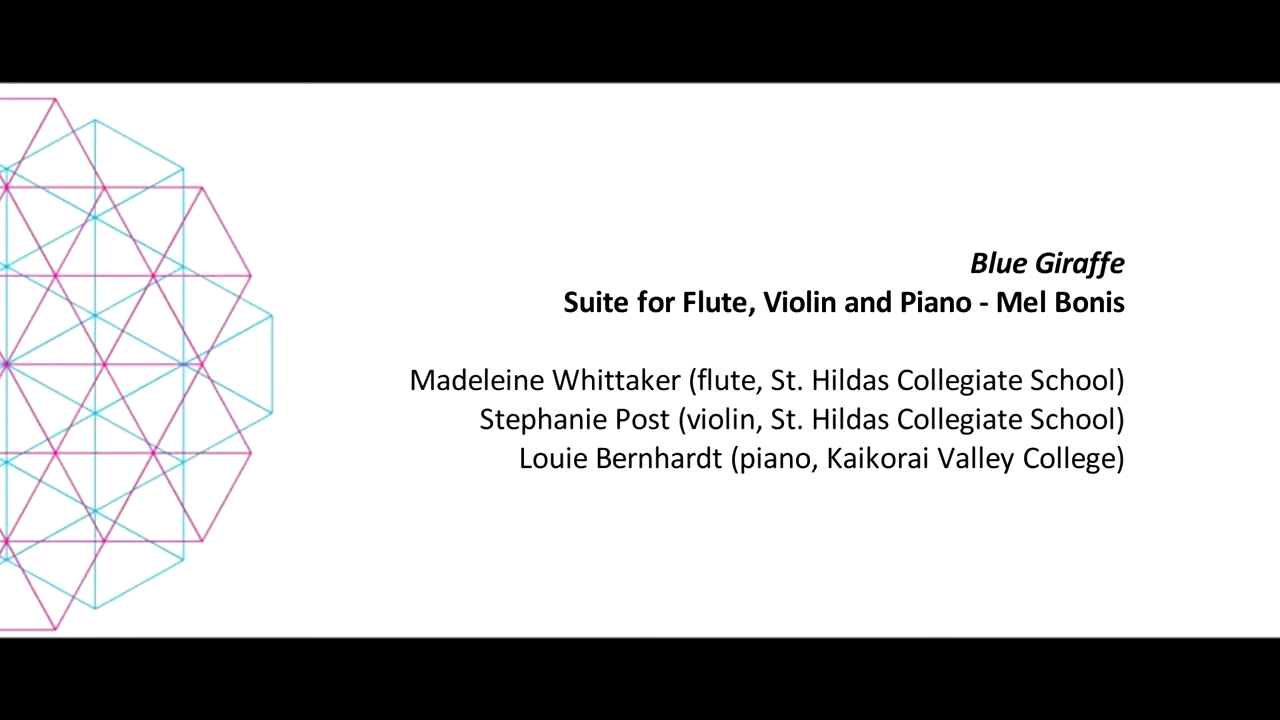 Blue Giraffe
Suite for Flute, Violin and Piano - Mel Bonis
Madeleine Whittaker (flute, St. Hildas Collegiate School)
Stephanie Post (violin, St. Hildas Collegiate School)
Louie Bernhardt (piano, Kaikorai Valley College)